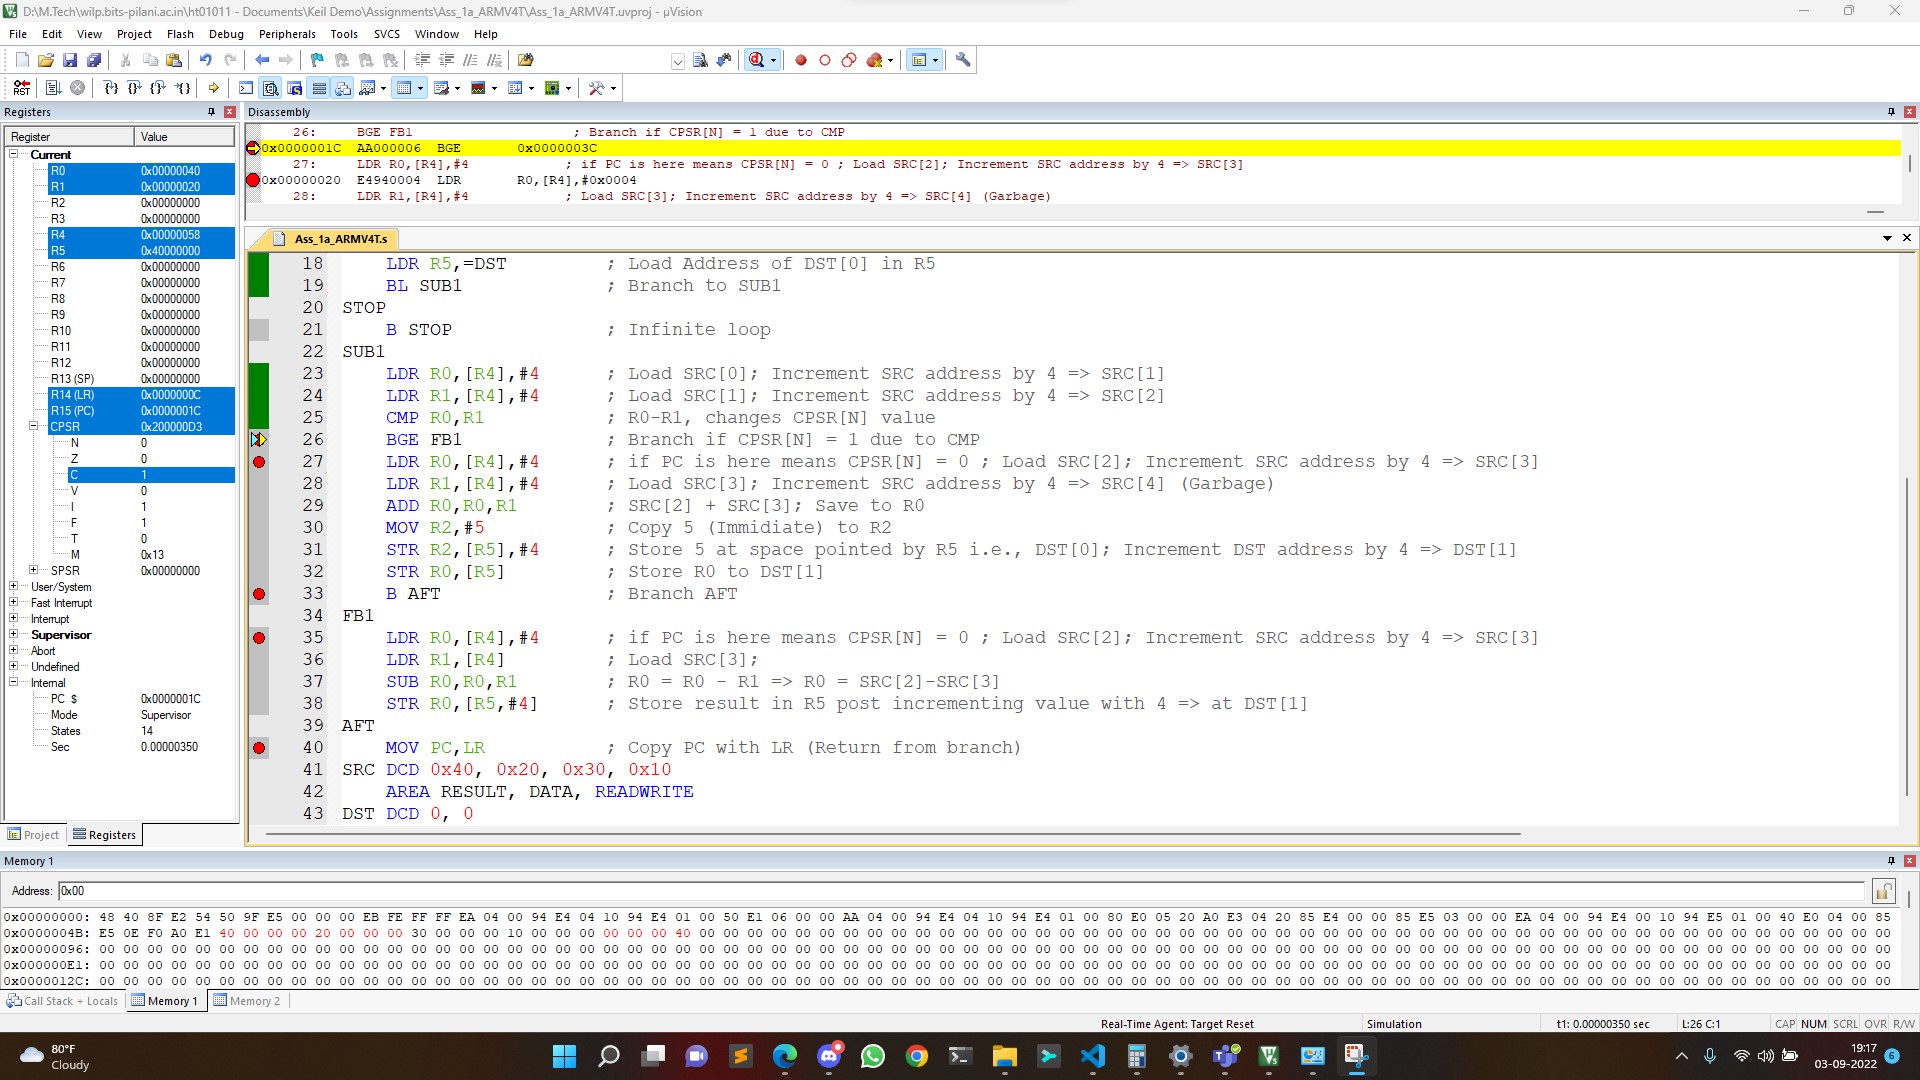 D:\M.Tech\wilp.bits-pilani.ac.in\ht01011 - Documents\Keil Demo\Assignments\Ass_1a_ARMV4T\Ass_1a_ARMV4T.uvproj - µVision
File Edit View Project Flash Debug Peripherals Tools SVCS Window Help
Registers
Register Value
Current
R0 0x00000040
R1 0x00000020
R2 0x00000000
R3 0x00000000
R4 0x00000058
R5 0x40000000
R6 0x00000000
R7 0x00000000
R8 0x00000000
R9 0x00000000
R10 0x00000000
R11 0x00000000
R12 0x00000000
R13 (SP) 0x00000000
R14 (LR) 0x0000000C
R15 (PC) 0x0000001C
CPSR 0x200000D3
N 0
Z 0
C 1
V 0
I 1
F 1
T 0
M 0x13
SPSR 0x00000000
User/System
Fast Interrupt
Interrupt
Supervisor
Abort
Undefined
Internal
PC $ 0x0000001C
Mode Supervisor
States 14
Sec 0.00000350
Project Registers
Disassembly
26: BGE FB1 ; Branch if CPSR[N] = 1 due to CMP
0x0000001C AA000006 BGE 0x0000003C
27: LDR R0,[R4],#4 ; if PC is here means CPSR[N] = 0 ; Load SRC[2]; Increment SRC address by 4 => SRC[3]
0x00000020 E4940004 LDR R0,[R4],#0x0004
28: LDR R1,[R4],#4 ; Load SRC[3]; Increment SRC address by 4 => SRC[4] (Garbage)
Ass_1a_ARMV4T.s
18 LDR R5,=DST ; Load Address of DST[0] in R5
19 BL SUB1 ; Branch to SUB1
20 STOP
21 B STOP ; Infinite loop
22 SUB1
23 LDR R0,[R4],#4 ; Load SRC[0]; Increment SRC address by 4 => SRC[1]
24 LDR R1,[R4],#4 ; Load SRC[1]; Increment SRC address by 4 => SRC[2]
25 CMP R0,R1 ; R0-R1, changes CPSR[N] value
26 BGE FB1 ; Branch if CPSR[N] = 1 due to CMP
27 LDR R0,[R4],#4 ; if PC is here means CPSR[N] = 0 ; Load SRC[2]; Increment SRC address by 4 => SRC[3]
28 LDR R1,[R4],#4 ; Load SRC[3]; Increment SRC address by 4 => SRC[4] (Garbage)
29 ADD R0,R0,R1 ; SRC[2] + SRC[3]; Save to R0
30 MOV R2,#5 ; Copy 5 (Immidiate) to R2
31 STR R2,[R5],#4 ; Store 5 at space pointed by R5 i.e., DST[0]; Increment DST address by 4 => DST[1]
32 STR R0,[R5] ; Store R0 to DST[1]
33 B AFT ; Branch AFT
34 FB1
35 LDR R0,[R4],#4 ; if PC is here means CPSR[N] = 0 ; Load SRC[2]; Increment SRC address by 4 => SRC[3]
36 LDR R1,[R4] ; Load SRC[3];
37 SUB R0,R0,R1 ; R0 = R0 - R1 => R0 = SRC[2]-SRC[3]
38 STR R0,[R5,#4] ; Store result in R5 post incrementing value with 4 => at DST[1]
39 AFT
40 MOV PC,LR ; Copy PC with LR (Return from branch)
41 SRC DCD 0x40, 0x20, 0x30, 0x10
42 AREA RESULT, DATA, READWRITE
43 DST DCD 0, 0
Memory 1
Address: 0x00
0x00000000: 48 40 8F E2 54 50 9F E5 00 00 00 EB FE FF FF EA 04 00 94 E4 04 10 94 E4 01 00 50 E1 06 00 00 AA 04 00 94 E4 04 10 94 E4 01 00 80 E0 05 20 A0 E3 04 20 85 E4 00 00 85 E5 03 00 00 EA 04 00 94 E4 00 10 94 E5 01 00 40 E0 04 00 85
0x0000004B: E5 0E F0 A0 E1 40 00 00 00 20 00 00 00 30 00 00 00 10 00 00 00 00 00 00 40 00 00 00 00 00 00 00 00 00 00 00 00 00 00 00 00 00 00 00 00 00 00 00 00 00 00 00 00 00 00 00 00 00 00 00 00 00 00 00 00 00 00 00 00 00 00 00 00 00 00
0x00000096: 00 00 00 00 00 00 00 00 00 00 00 00 00 00 00 00 00 00 00 00 00 00 00 00 00 00 00 00 00 00 00 00 00 00 00 00 00 00 00 00 00 00 00 00 00 00 00 00 00 00 00 00 00 00 00 00 00 00 00 00 00 00 00 00 00 00 00 00 00 00 00 00 00 00 00
0x000000E1: 00 00 00 00 00 00 00 00 00 00 00 00 00 00 00 00 00 00 00 00 00 00 00 00 00 00 00 00 00 00 00 00 00 00 00 00 00 00 00 00 00 00 00 00 00 00 00 00 00 00 00 00 00 00 00 00 00 00 00 00 00 00 00 00 00 00 00 00 00 00 00 00 00 00 00
0x0000012C: 00 00 00 00 00 00 00 00 00 00 00 00 00 00 00 00 00 00 00 00 00 00 00 00 00 00 00 00 00 00 00 00 00 00 00 00 00 00 00 00 00 00 00 00 00 00 00 00 00 00 00 00 00 00 00 00 00 00 00 00 00 00 00 00 00 00 00 00 00 00 00 00 00 00 00
Call Stack + Locals Memory 1 Memory 2
Real-Time Agent: Target Reset Simulation t1: 0.00000350 sec L:26 C:1 CAP NUM SCRL OVR R/W
80°F
Cloudy
19:17
03-09-2022
6